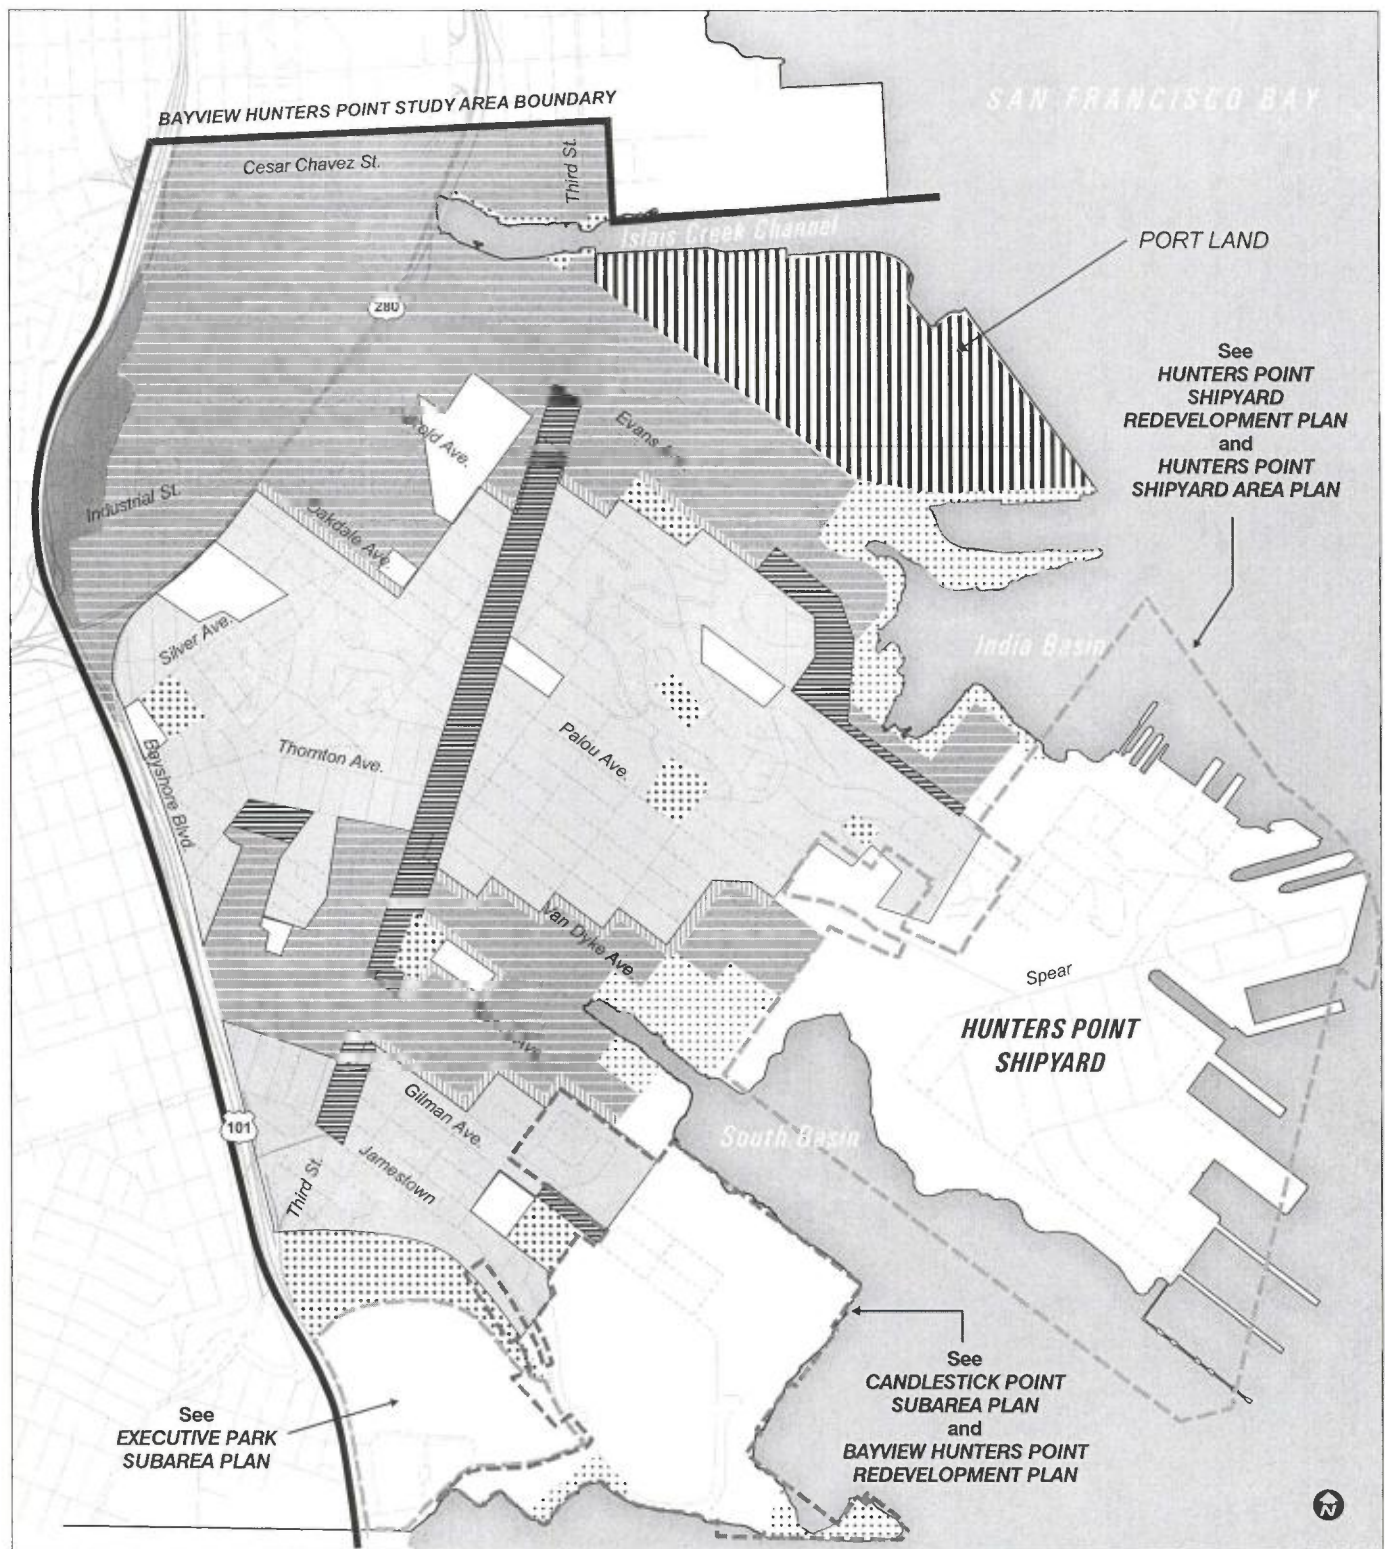 SAN FRANCISCO BAY
BAYVIEW HUNTERS POINT STUDY AREA BOUNDARY
Cesar Chavez St.
Third St.
Islais Creek Channel
PORT LAND
280
See
HUNTERS POINT
SHIPYARD
REDEVELOPMENT PLAN
and
HUNTERS POINT
SHIPYARD AREA PLAN
Evans
Ave.
Industrial St.
Oakdale Ave.
Silver Ave.
India Basin
Palou Ave.
Thornton Ave.
Bayshore Blvd
Van Dyke Ave.
Spear
HUNTERS POINT
SHIPYARD
Ave.
Gilman Ave.
101
South Basin
Jamestown
Third St.
See
CANDLESTICK POINT
SUBAREA PLAN
and
BAYVIEW HUNTERS POINT
REDEVELOPMENT PLAN
See
EXECUTIVE PARK
SUBAREA PLAN
N